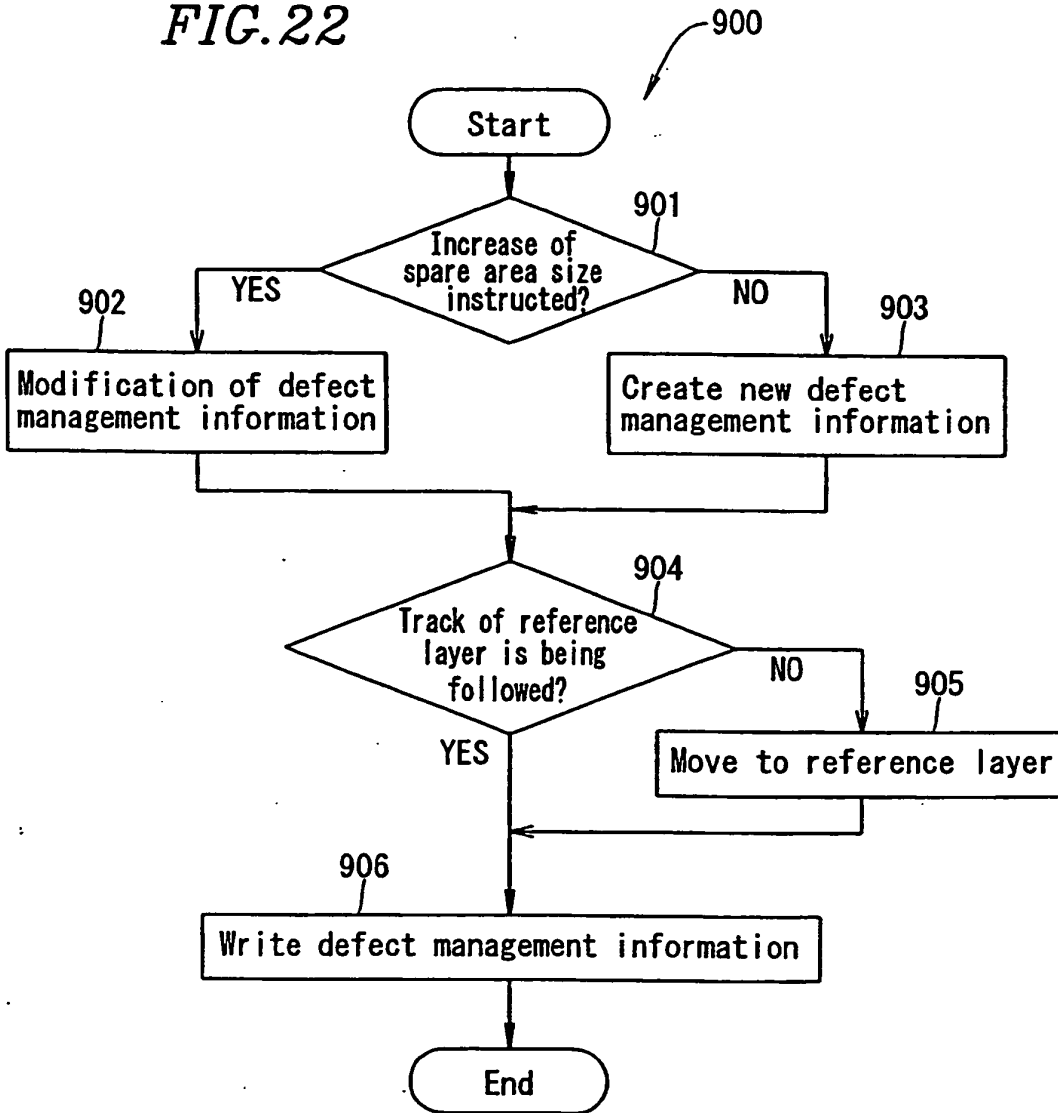 FIG.22
900
Start
901
Increase of
spare area size
instructed?
YES
NO
902
903
Modification of defect
management information
Create new defect
management information
904
Track of reference
layer is being
followed?
NO
905
YES
Move to reference layer
906
Write defect management information
End